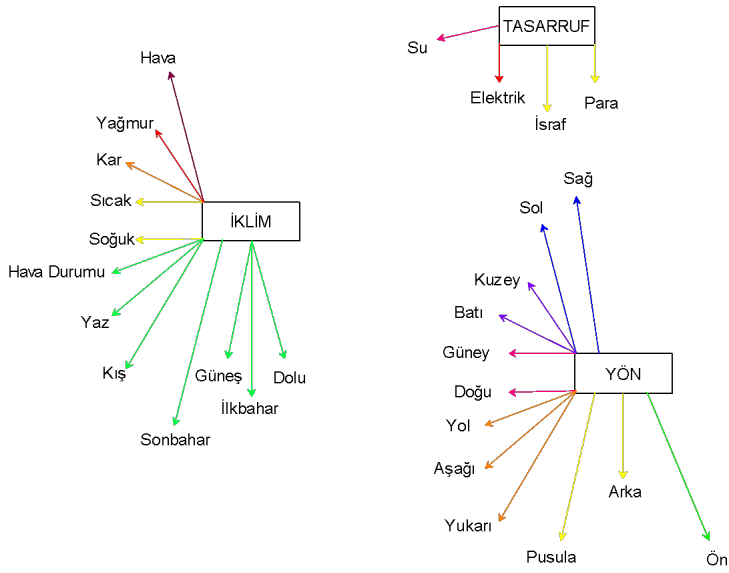 TASARRUF
Su
Elektrik
Para
İsraf
Hava
Yağmur
Kar
Sıcak
İKLİM
Soğuk
Hava Durumu
Yaz
Kış
Güneş
Dolu
İlkbahar
Sonbahar
Sağ
Sol
Kuzey
Batı
Güney
YÖN
Doğu
Yol
Aşağı
Arka
Yukarı
Pusula
Ön